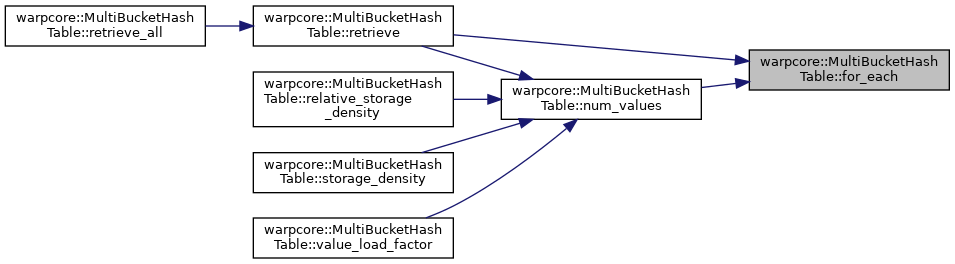 warpcore::MultiBucketHash
Table::retrieve_all
warpcore::MultiBucketHash
Table::retrieve
warpcore::MultiBucketHash
Table::relative_storage
_density
warpcore::MultiBucketHash
Table::storage_density
warpcore::MultiBucketHash
Table::value_load_factor
warpcore::MultiBucketHash
Table::num_values
warpcore::MultiBucketHash
Table::for_each